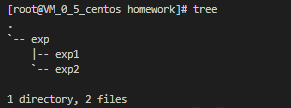 [root@VM_0_5_centos homework]# tree
.
`-- exp
    |-- exp1
    `-- exp2

1 directory, 2 files